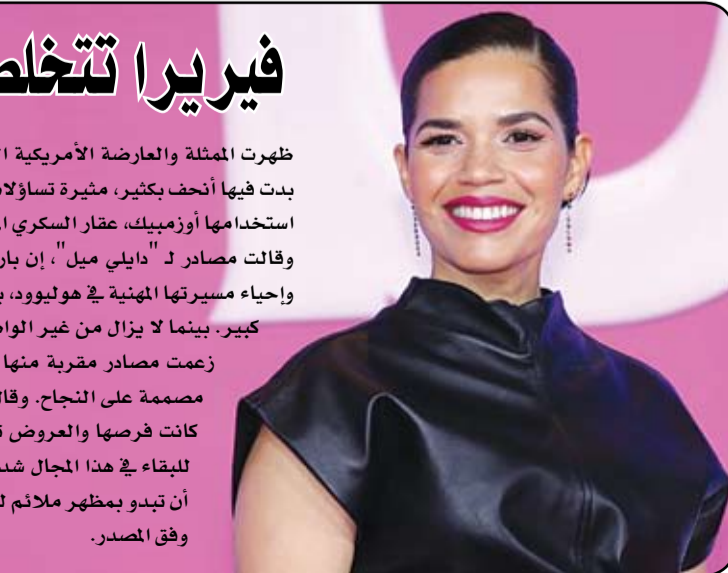 فيريرا تتخلص
ظهرت الممثلة والعارضة الأمريكية
بدت فيها أنحف بكثير، مثيرة تساؤلات
استخدامها أوزمبيك، عقار السكري
وقالت مصادر لـ "دايلي ميل"، إن
وإحياء مسيرتها المهنية في هوليوود،
كبير. بينما لا يزال من غير
زعمت مصادر مقربة منها
مصممة على النجاح.
كانت فرصها والعروض
للبقاء في هذا المجال
أن تبدو بمظهر ملائم
وفق المصدر.